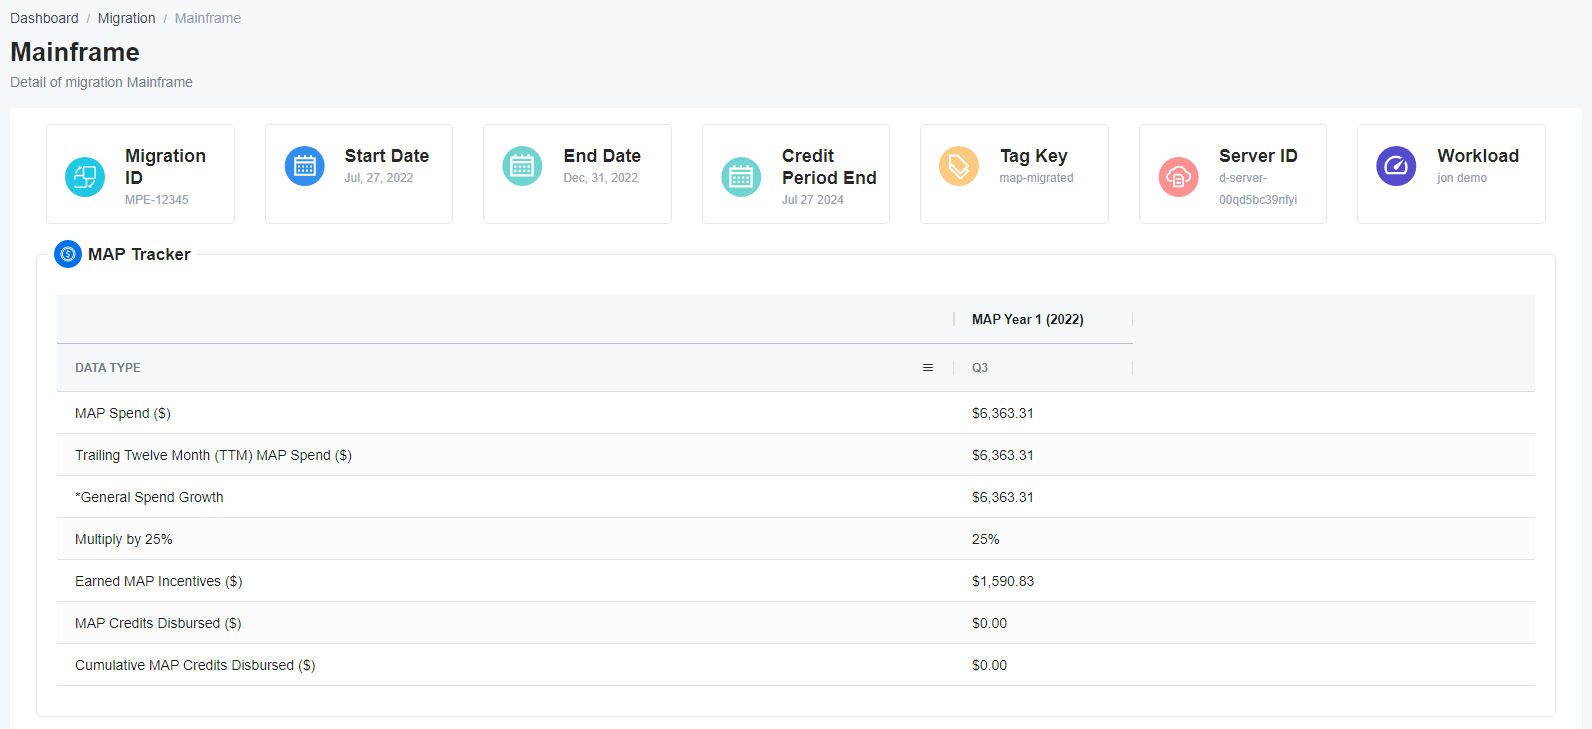 Dashboard / Migration / Mainframe
Mainframe
Detail of migration Mainframe
Migration
ID
MPE-12345
Start Date
Jul, 27, 2022
End Date
Dec, 31, 2022
Credit
Period End
Jul 27 2024
Tag Key
map-migrated
Server ID
d-server-
00qd5bc39nfyi
Workload
jon demo
MAP Tracker
MAP Year 1 (2022)
DATA TYPE Q3
MAP Spend ($) $6,363.31
Trailing Twelve Month (TTM) MAP Spend ($) $6,363.31
*General Spend Growth $6,363.31
Multiply by 25% 25%
Earned MAP Incentives ($) $1,590.83
MAP Credits Disbursed ($) $0.00
Cumulative MAP Credits Disbursed ($) $0.00